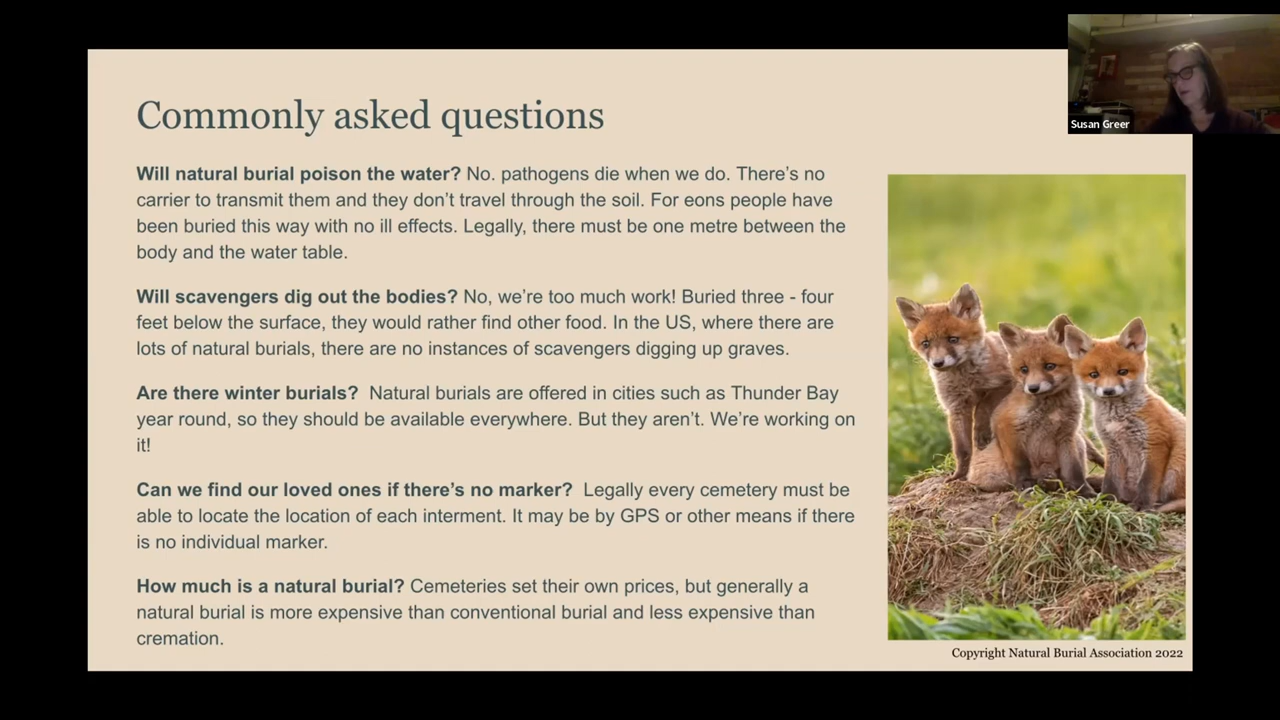 Susan Greer
Commonly asked questions
Will natural burial poison the water? No. pathogens die when we do. There's no
carrier to transmit them and they don't travel through the soil. For eons people have
been buried this way with no ill effects. Legally, there must be one metre between the
body and the water table.
Will scavengers dig out the bodies? No, we're too much work! Buried three - four
feet below the surface, they would rather find other food. In the US, where there are
lots of natural burials, there are no instances of scavengers digging up graves.
Are there winter burials?  Natural burials are offered in cities such as Thunder Bay
year round, so they should be available everywhere. But they aren't. We're working on
it!
Can we find our loved ones if there's no marker?  Legally every cemetery must be
able to locate the location of each interment. It may be by GPS or other means if there
is no individual marker.
How much is a natural burial? Cemeteries set their own prices, but generally a
natural burial is more expensive than conventional burial and less expensive than
cremation.
Copyright Natural Burial Association 2022